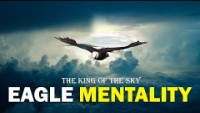 THE KING OF THE SKY
EAGLE MENTALITY